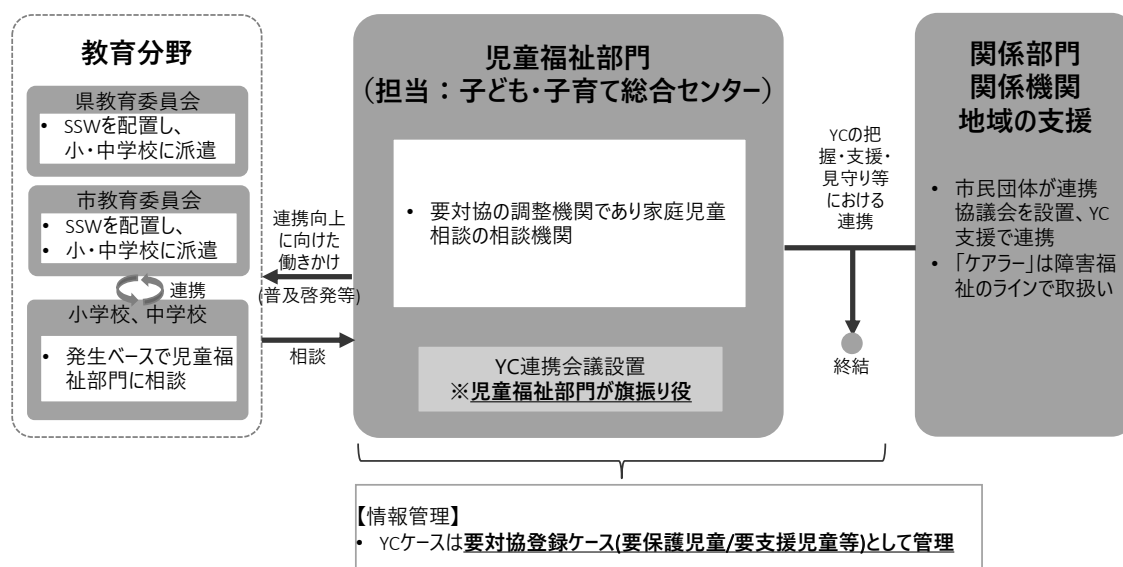 教育分野
県教育委員会
• SSWを配置し、
小・中学校に派遣
市教育委員会
• SSWを配置し、
• 小・中学校に派遣
連携
小学校、中学校
• 発生ベースで児童福
祉部門に相談
連携向上
に向けた
働きかけ
(普及啓発等)
相談
児童福祉部門
(担当：子ども・子育て総合センター)
• 要対協の調整機関であり家庭児童
相談の相談機関
YC連携会議設置
※児童福祉部門が旗振り役
YCの把
握・支援・
見守り等
における
連携
終結
関係部門
関係機関
地域の支援
• 市民団体が連携
協議会を設置、YC
支援で連携
• 「ケアラー」は障害福
祉のラインで取扱い
【情報管理】
• YCケースは要対協登録ケース(要保護児童/要支援児童等)として管理